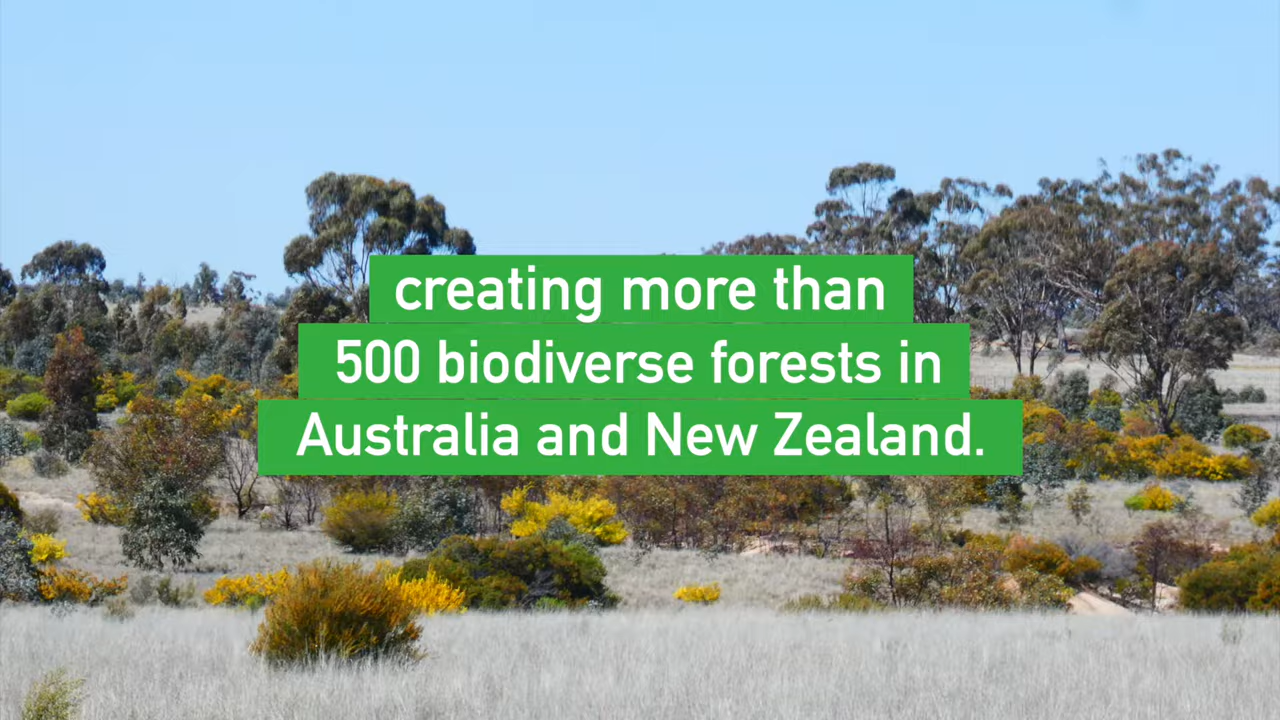 creating more than
500 biodiverse forests in
Australia and New Zealand.